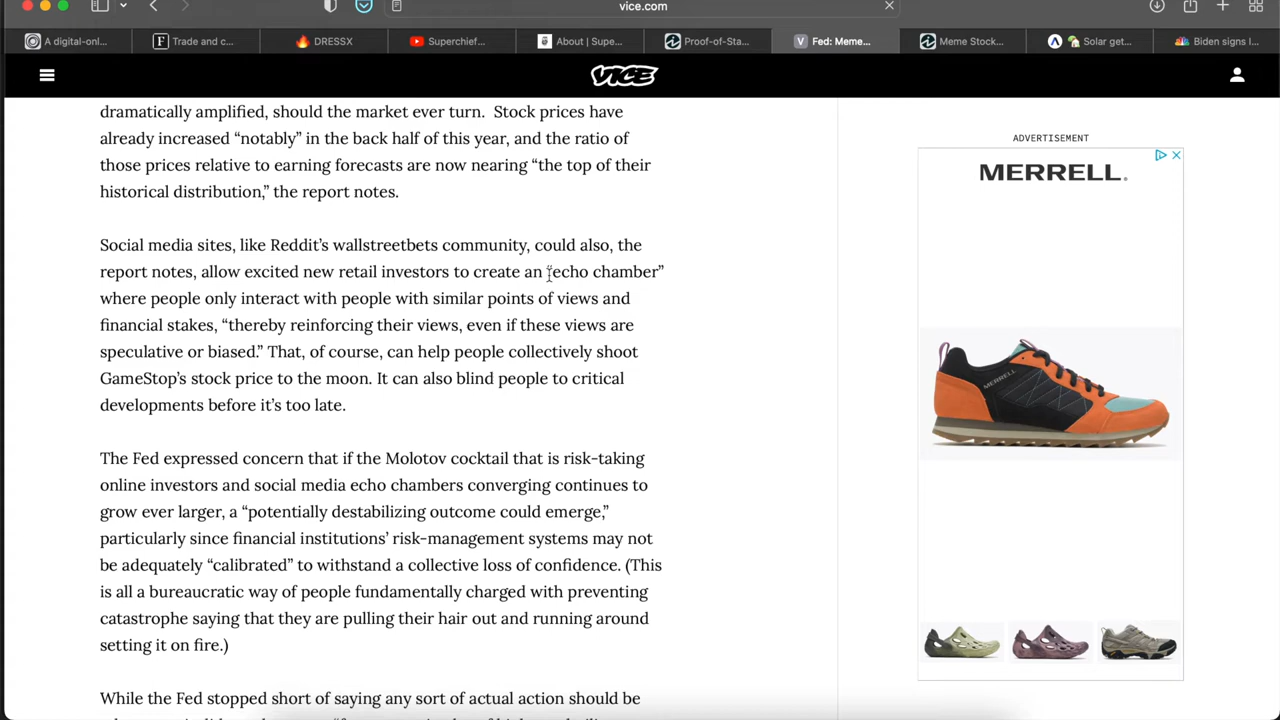 vice.com
A digital-onl...
Trade and c...
DRESSX
Superchief...
About | Supe...
Proof-of-Sta...
Fed: Meme...
Meme Stock...
Solar get...
Biden signs I...
VICE
dramatically amplified, should the market ever turn.  Stock prices have
already increased “notably” in the back half of this year, and the ratio of
those prices relative to earning forecasts are now nearing “the top of their
historical distribution,” the report notes.
Social media sites, like Reddit’s wallstreetbets community, could also, the
report notes, allow excited new retail investors to create an “echo chamber”
where people only interact with people with similar points of views and
financial stakes, “thereby reinforcing their views, even if these views are
speculative or biased.” That, of course, can help people collectively shoot
GameStop’s stock price to the moon. It can also blind people to critical
developments before it’s too late.
The Fed expressed concern that if the Molotov cocktail that is risk-taking
online investors and social media echo chambers converging continues to
grow ever larger, a “potentially destabilizing outcome could emerge,”
particularly since financial institutions’ risk-management systems may not
be adequately “calibrated” to withstand a collective loss of confidence. (This
is all a bureaucratic way of people fundamentally charged with preventing
catastrophe saying that they are pulling their hair out and running around
setting it on fire.)
While the Fed stopped short of saying any sort of actual action should be
ADVERTISEMENT
MERRELL.
MERRELL